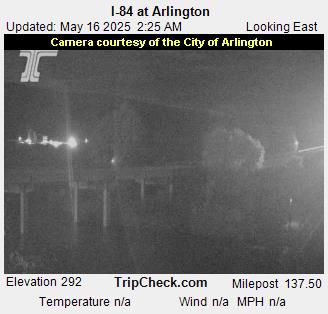 I-84 at Arlington
Updated: May 16 2025 2:25 AM Looking East
Camera courtesy of the City of Arlington
Elevation 292 TripCheck.com Milepost 137.50
Temperature n/a Wind n/a MPH n/a